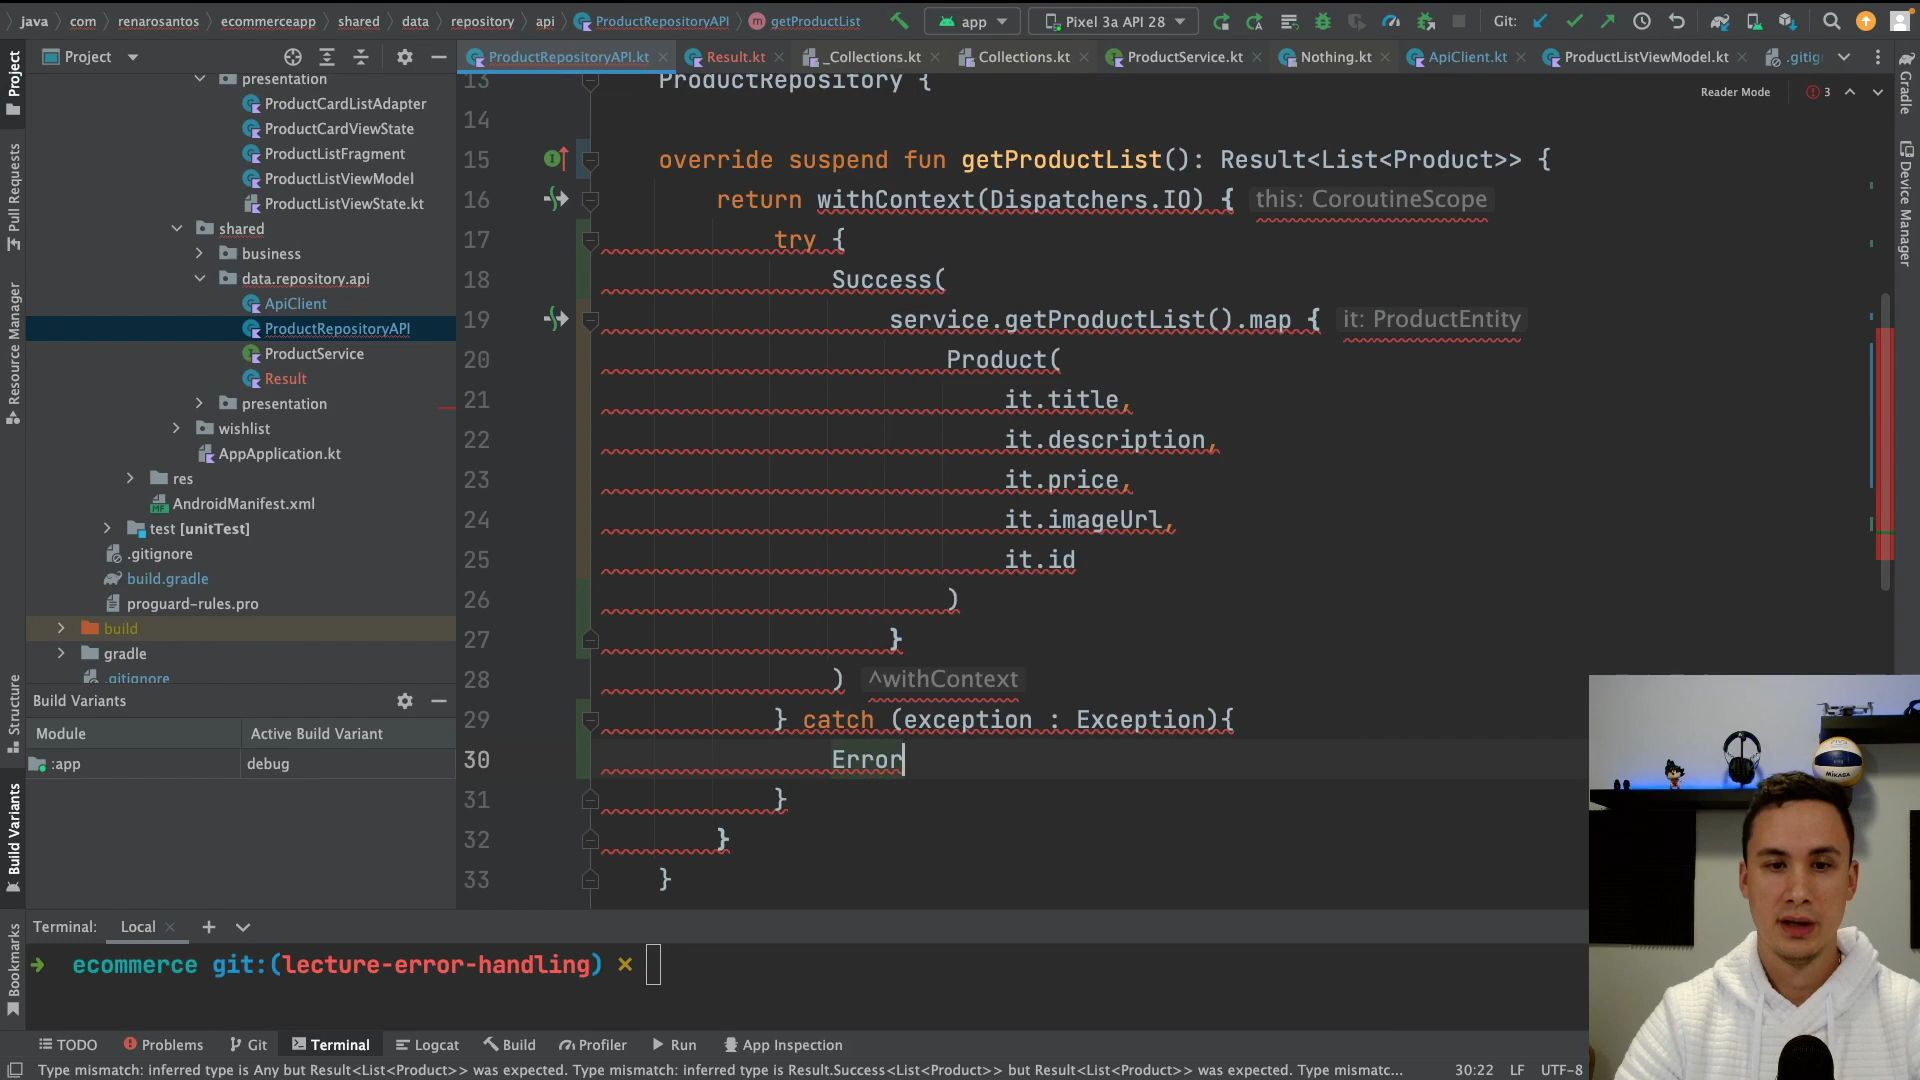 java com renarosantos ecommerceapp shared data repository api ProductRepositoryAPI getProductList app Pixel 3a API 28 Git:
Project
ProductRepositoryAPI.kt Result.kt _Collections.kt Collections.kt ProductService.kt Nothing.kt ApiClient.kt ProductListViewModel.kt .gitig
Reader Mode 3
presentation
ProductCardListAdapter
ProductCardViewState
ProductListFragment
ProductListViewModel
ProductListViewState.kt
shared
business
data.repository.api
ApiClient
ProductRepositoryAPI
ProductService
Result
presentation
wishlist
AppApplication.kt
res
AndroidManifest.xml
test [unitTest]
.gitignore
build.gradle
proguard-rules.pro
build
gradle
.gitignore
Build Variants
Module Active Build Variant
:app debug
13 ProductRepository {
14
15 override suspend fun getProductList(): Result<List<Product>> {
16 return withContext(Dispatchers.IO) { this: CoroutineScope
17 try {
18 Success(
19 service.getProductList().map { it: ProductEntity
20 Product(
21 it.title,
22 it.description,
23 it.price,
24 it.imageUrl,
25 it.id
26 )
27 }
28 ) ^withContext
29 } catch (exception : Exception){
30 Error
31 }
32 }
33 }
Project
Pull Requests
Resource Manager
Structure
Build Variants
Bookmarks
Gradle
Device Manager
MIKASA
Terminal: Local
ecommerce git:(lecture-error-handling) ×
TODO Problems Git Terminal Logcat Build Profiler Run App Inspection
Type mismatch: inferred type is Any but Result<List<Product>> was expected. Type mismatch: inferred type is Result.Success<List<Product>> but Result<List<Product>> was expected. Type mismatc... 30:22 LF UTF-8